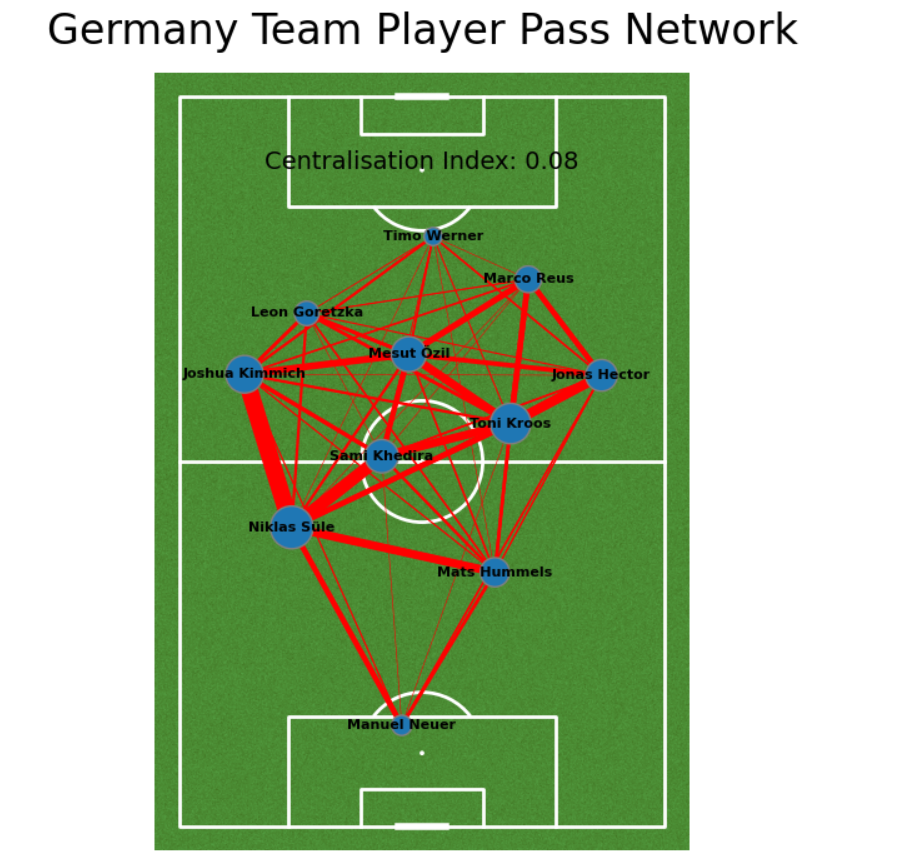 Germany Team Player Pass Network
Centralisation Index: 0.08
Timo Werner
Marco Reus
Leon Goretzka
Mesut Özil
Joshua Kimmich
Jonas Hector
Toni Kroos
Sami Khedira
Niklas Süle
Mats Hummels
Manuel Neuer